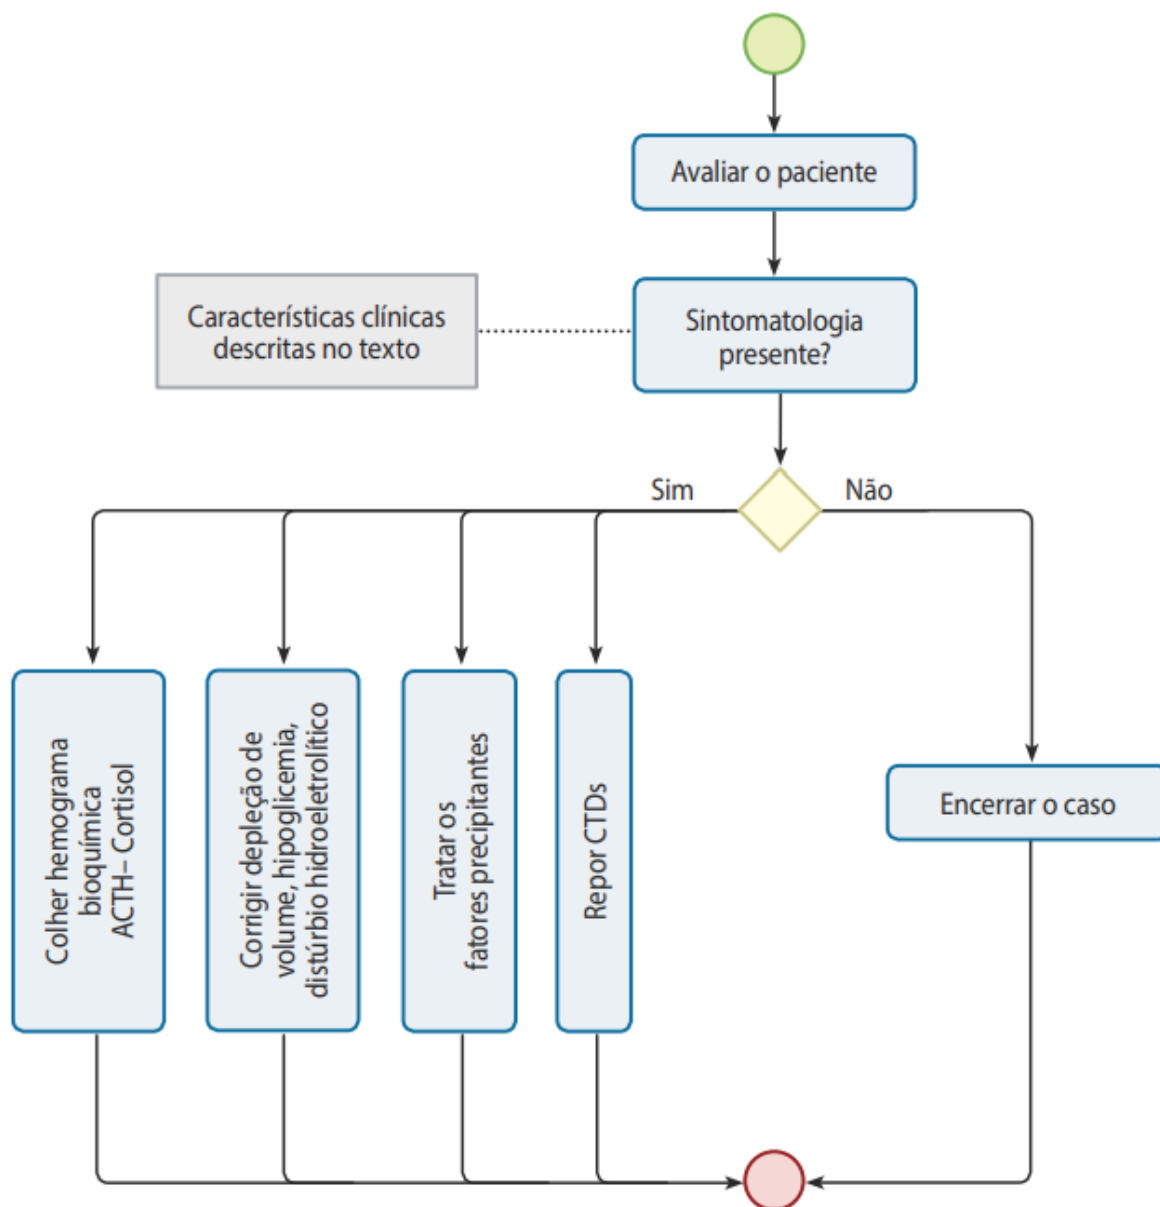 Avaliar o paciente
Características clínicas
descritas no texto
Sintomatologia
presente?
Sim
Não
Colher hemograma
bioquímica
ACTH– Cortisol
Corrigir depleção de
volume, hipoglicemia,
distúrbio hidroeletrolítico
Tratar os
fatores precipitantes
Repor CTDs
Encerrar o caso